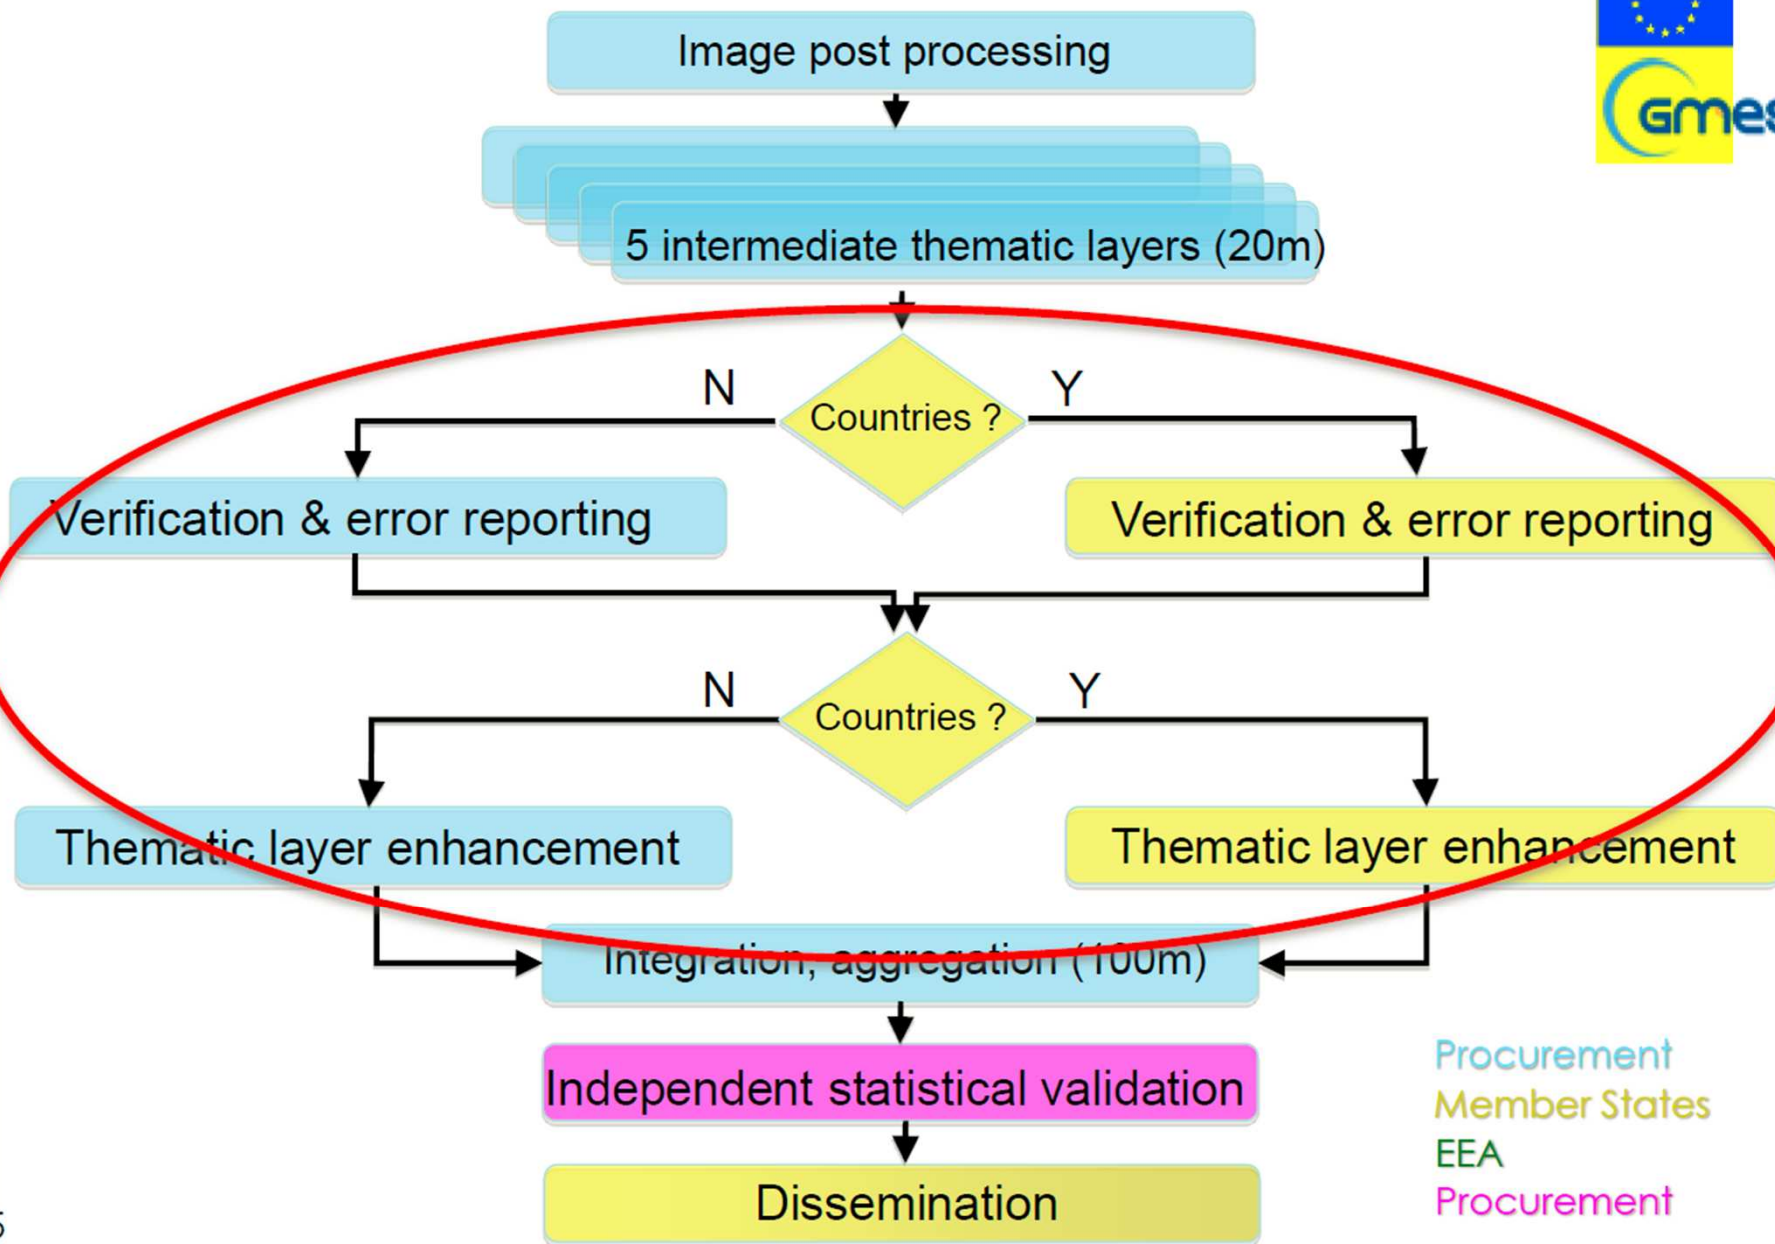 Image post processing
GMES
5 intermediate thematic layers (20m)
N
Y
Countries ?
Verification & error reporting
Verification & error reporting
N
Y
Countries ?
Thematic layer enhancement
Thematic layer enhancement
Integration, aggregation (100m)
Independent statistical validation
Dissemination
Procurement
Member States
EEA
Procurement